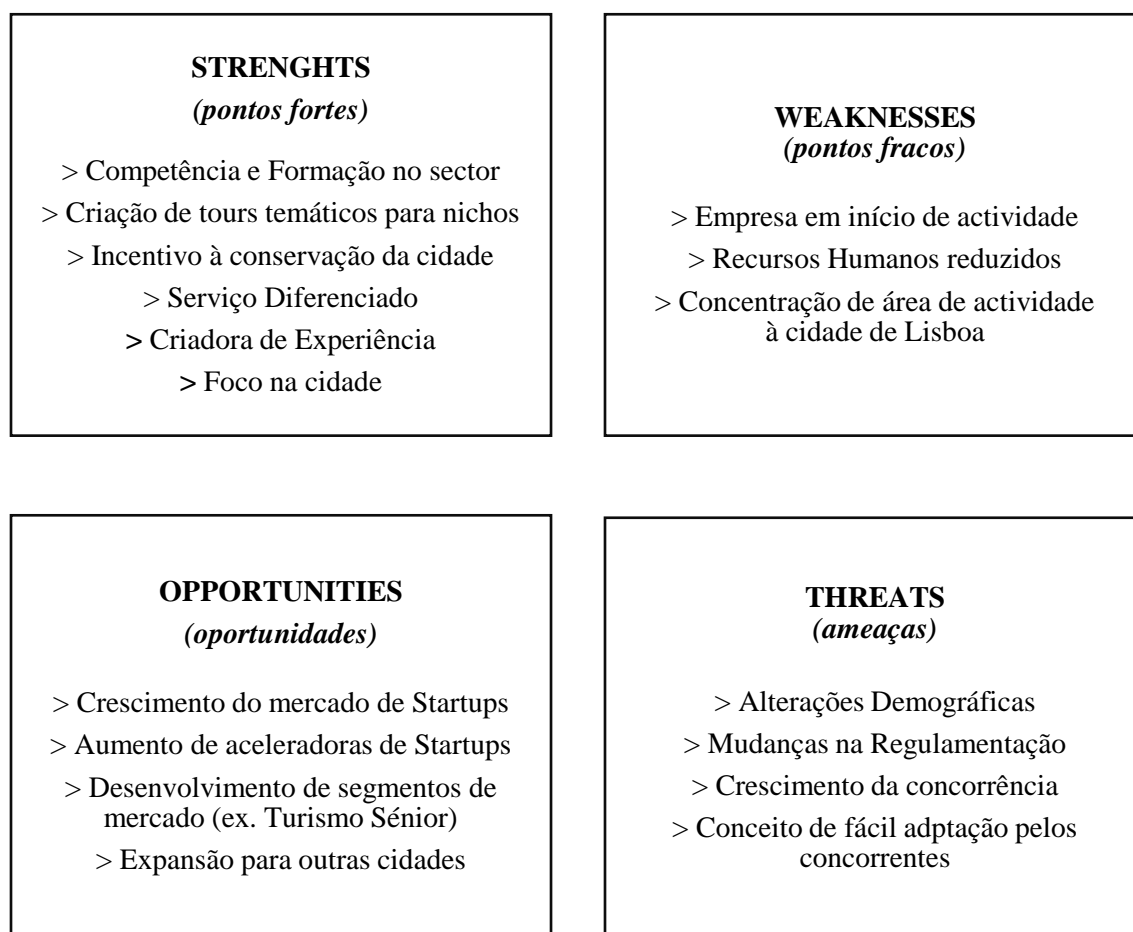 STRENGHTS
(pontos fortes)
> Competência e Formação no sector
> Criação de tours temáticos para nichos
> Incentivo à conservação da cidade
> Serviço Diferenciado
> Criadora de Experiência
> Foco na cidade
WEAKNESSES
(pontos fracos)
> Empresa em início de actividade
> Recursos Humanos reduzidos
> Concentração de área de actividade
à cidade de Lisboa
OPPORTUNITIES
(oportunidades)
> Crescimento do mercado de Startups
> Aumento de aceleradoras de Startups
> Desenvolvimento de segmentos de
mercado (ex. Turismo Sénior)
> Expansão para outras cidades
THREATS
(ameaças)
> Alterações Demográficas
> Mudanças na Regulamentação
> Crescimento da concorrência
> Conceito de fácil adptação pelos
concorrentes